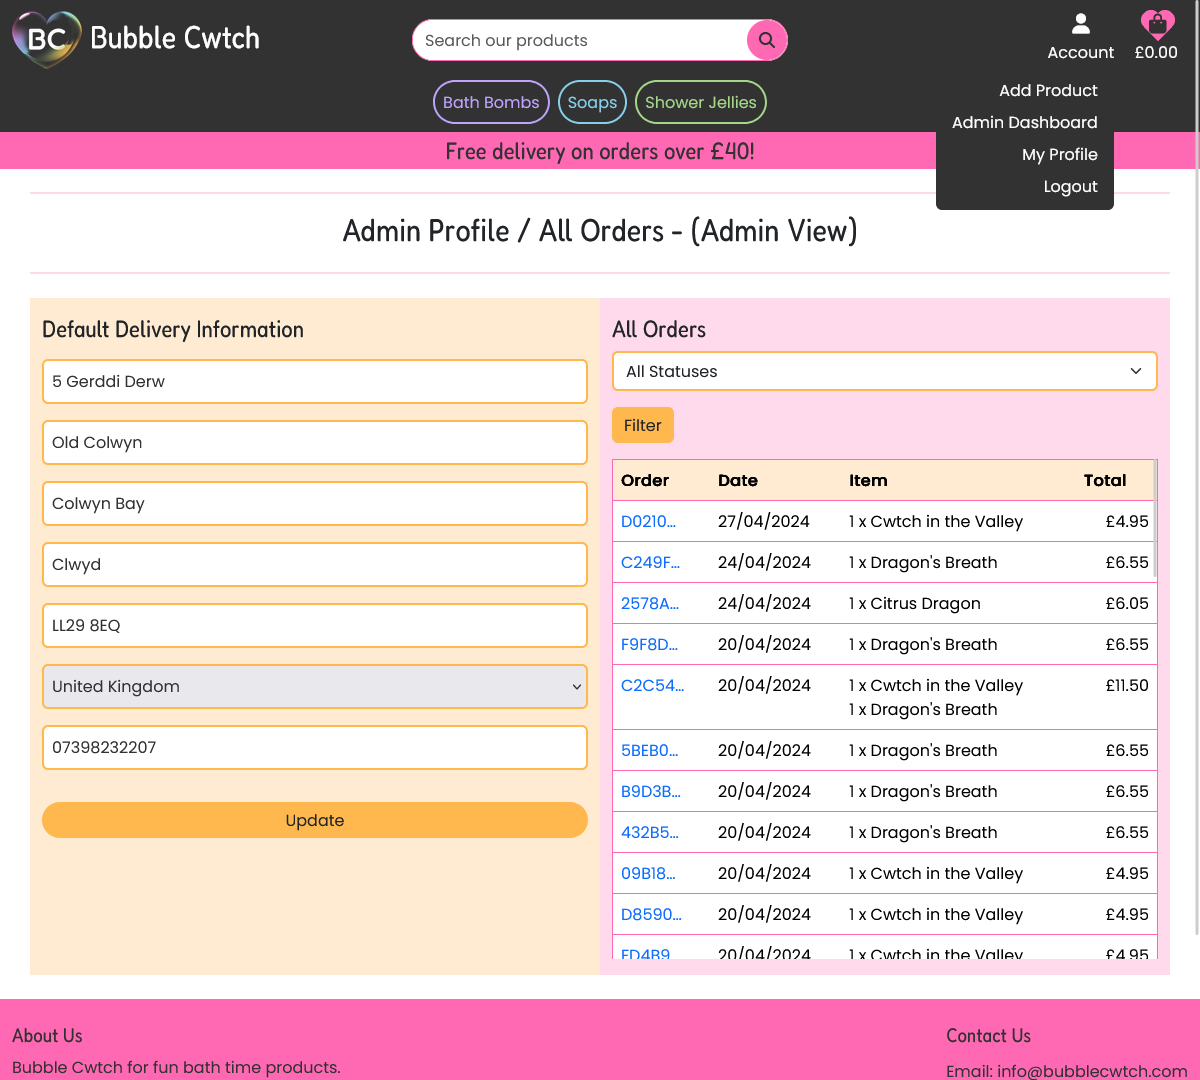 BC Bubble Cwtch
Search our products
Account
£0.00
Bath Bombs
Soaps
Shower Jellies
Add Product
Admin Dashboard
My Profile
Logout
Free delivery on orders over £40!
Admin Profile / All Orders - (Admin View)
Default Delivery Information
5 Gerddi Derw
Old Colwyn
Colwyn Bay
Clwyd
LL29 8EQ
United Kingdom
07398232207
Update
All Orders
All Statuses
Filter
Order Date Item Total
D0210... 27/04/2024 1 x Cwtch in the Valley £4.95
C249F... 24/04/2024 1 x Dragon's Breath £6.55
2578A... 24/04/2024 1 x Citrus Dragon £6.05
F9F8D... 20/04/2024 1 x Dragon's Breath £6.55
C2C54... 20/04/2024 1 x Cwtch in the Valley £11.50
1 x Dragon's Breath
5BEB0... 20/04/2024 1 x Dragon's Breath £6.55
B9D3B... 20/04/2024 1 x Dragon's Breath £6.55
432B5... 20/04/2024 1 x Dragon's Breath £6.55
09B18... 20/04/2024 1 x Cwtch in the Valley £4.95
D8590... 20/04/2024 1 x Cwtch in the Valley £4.95
20/04/2024 1 x Cwtch in the Valley £4.95
About Us
Bubble Cwtch for fun bath time products.
Contact Us
Email: info@bubblecwtch.com